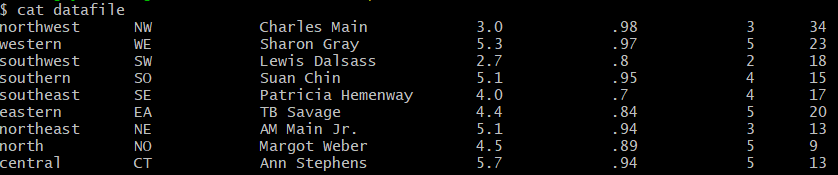 $ cat datafile
northwest NW Charles Main 3.0 .98 3 34
western WE Sharon Gray 5.3 .97 5 23
southwest SW Lewis Dalsass 2.7 .8 2 18
southern SO Suan Chin 5.1 .95 4 15
southeast SE Patricia Hemenway 4.0 .7 4 17
eastern EA TB Savage 4.4 .84 5 20
northeast NE AM Main Jr. 5.1 .94 3 13
north NO Margot Weber 4.5 .89 5 9
central CT Ann Stephens 5.7 .94 5 13